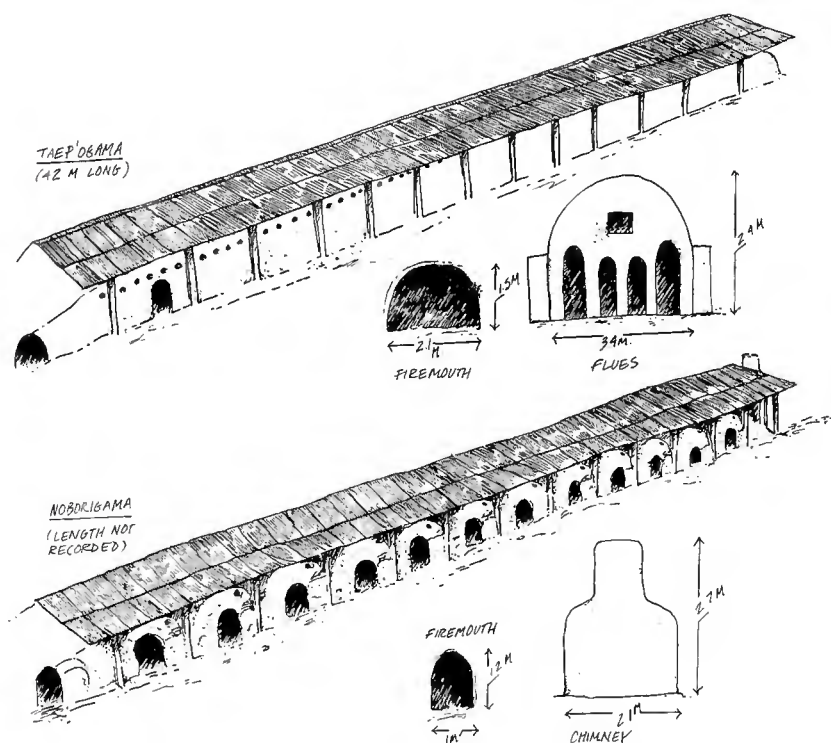 TAEP'OGAMA
(42 M LONG)
1.5M
2.1M
FIREMOUTH
2.4M
3.4M.
FLUES
NOBORIGAMA
(LENGTH NOT
RECORDED)
FIREMOUTH
1.2M
1M
2.7M
2.1M
CHIMNEY